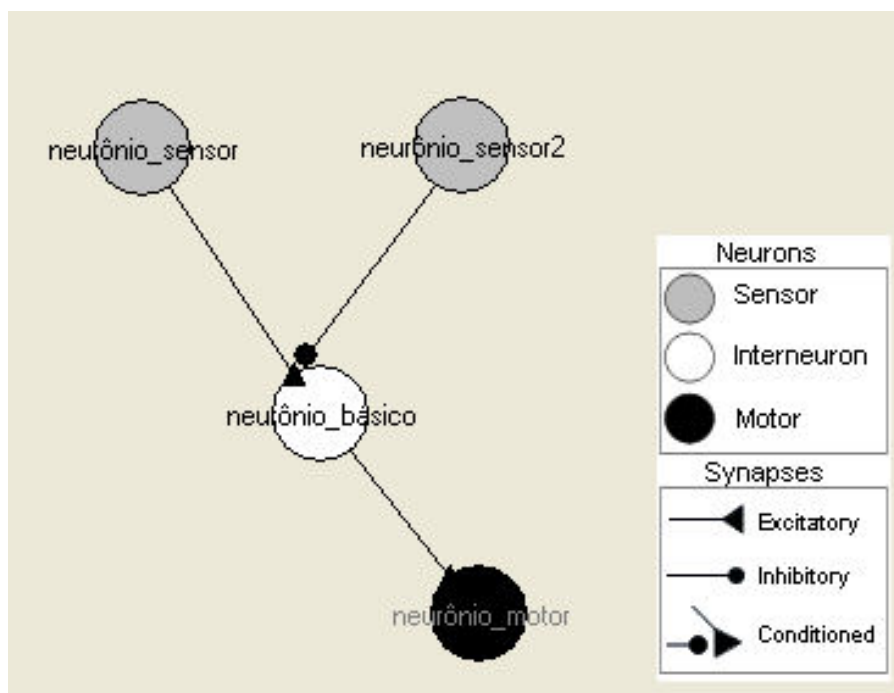 neutônio_sensor
neurônio_sensor2
neutônio_básico
neurônio_motor
Neurons
Sensor
Interneuron
Motor
Synapses
Excitatory
Inhibitory
Conditioned